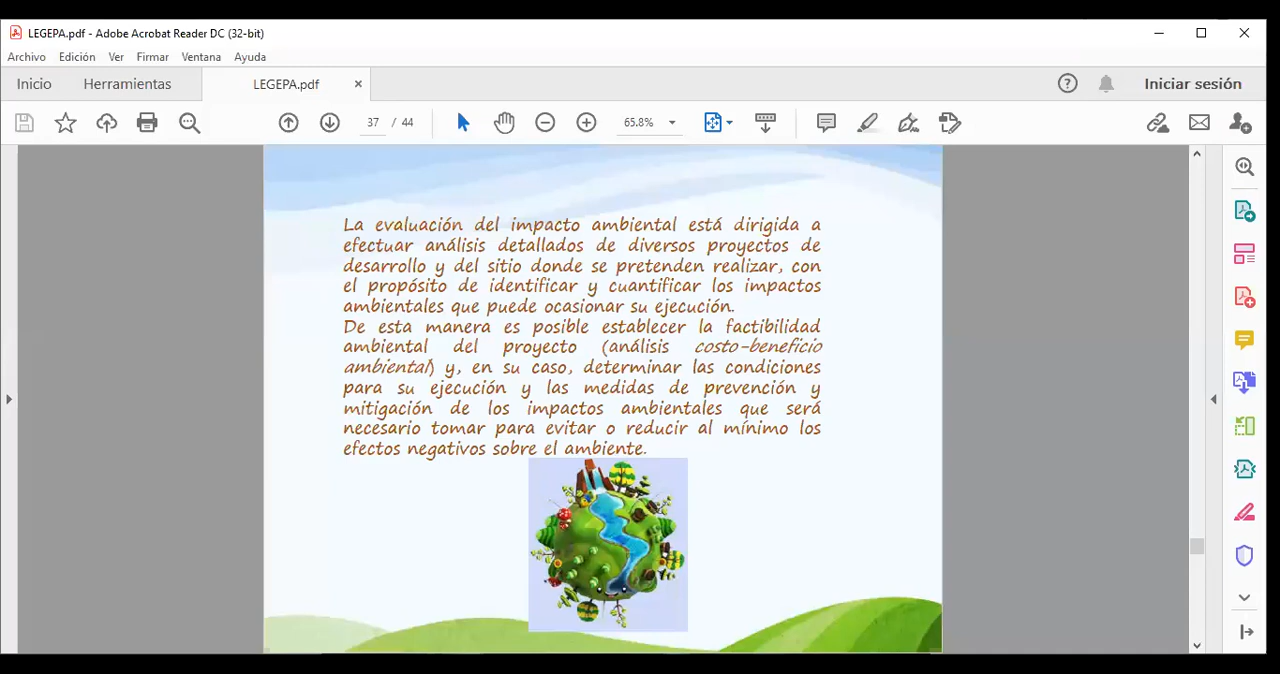 LEGEPA.pdf - Adobe Acrobat Reader DC (32-bit)
Archivo Edición Ver Firmar Ventana Ayuda
Inicio Herramientas LEGEPA.pdf × Iniciar sesión
37 / 44 65.8%
La evaluación del impacto ambiental está dirigida a
efectuar análisis detallados de diversos proyectos de
desarrollo y del sitio donde se pretenden realizar, con
el propósito de identificar y cuantificar los impactos
ambientales que puede ocasionar su ejecución.
De esta manera es posible establecer la factibilidad
ambiental del proyecto (análisis costo-beneficio
ambiental) y, en su caso, determinar las condiciones
para su ejecución y las medidas de prevención y
mitigación de los impactos ambientales que será
necesario tomar para evitar o reducir al mínimo los
efectos negativos sobre el ambiente.